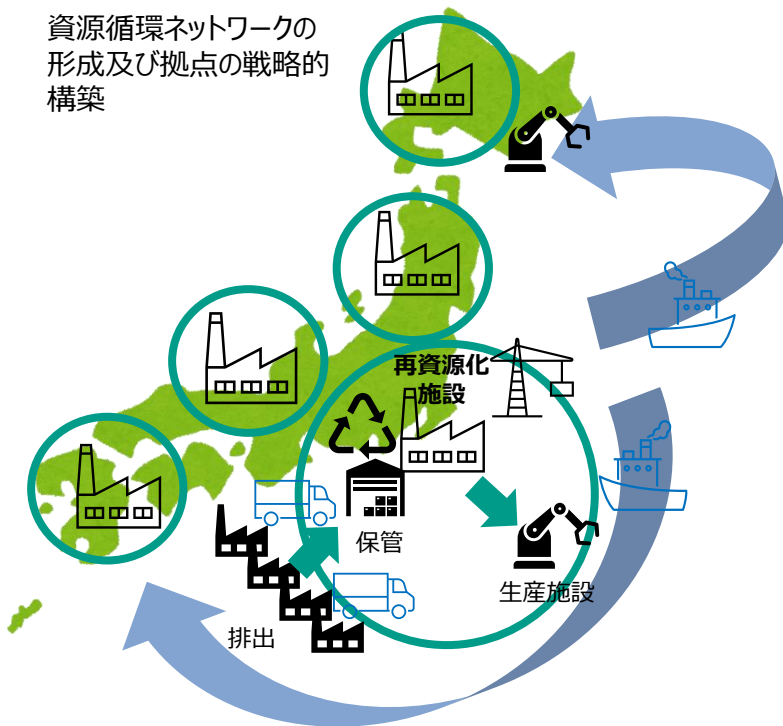 資源循環ネットワークの
形成及び拠点の戦略的
構築
再資源化
施設
保管
生産施設
排出